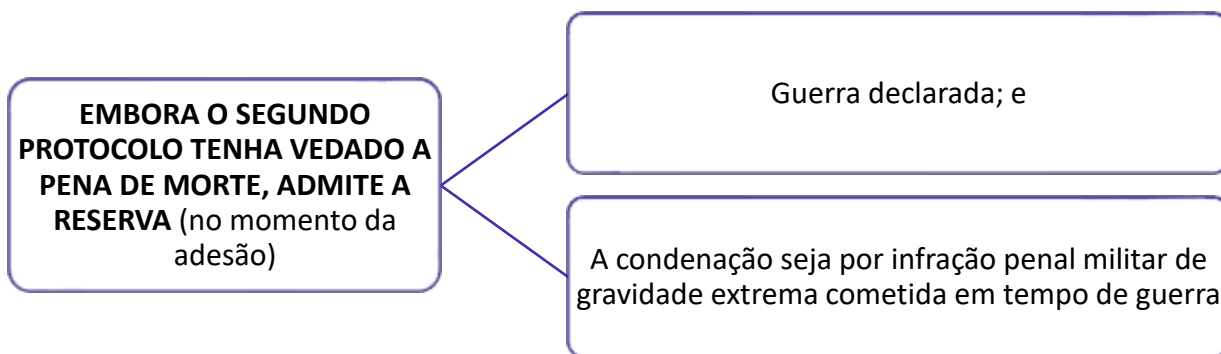 EMBORA O SEGUNDO
PROTOCOLO TENHA VEDADO A
PENA DE MORTE, ADMITE A
RESERVA (no momento da
adesão)
Guerra declarada; e
A condenação seja por infração penal militar de
gravidade extrema cometida em tempo de guerra